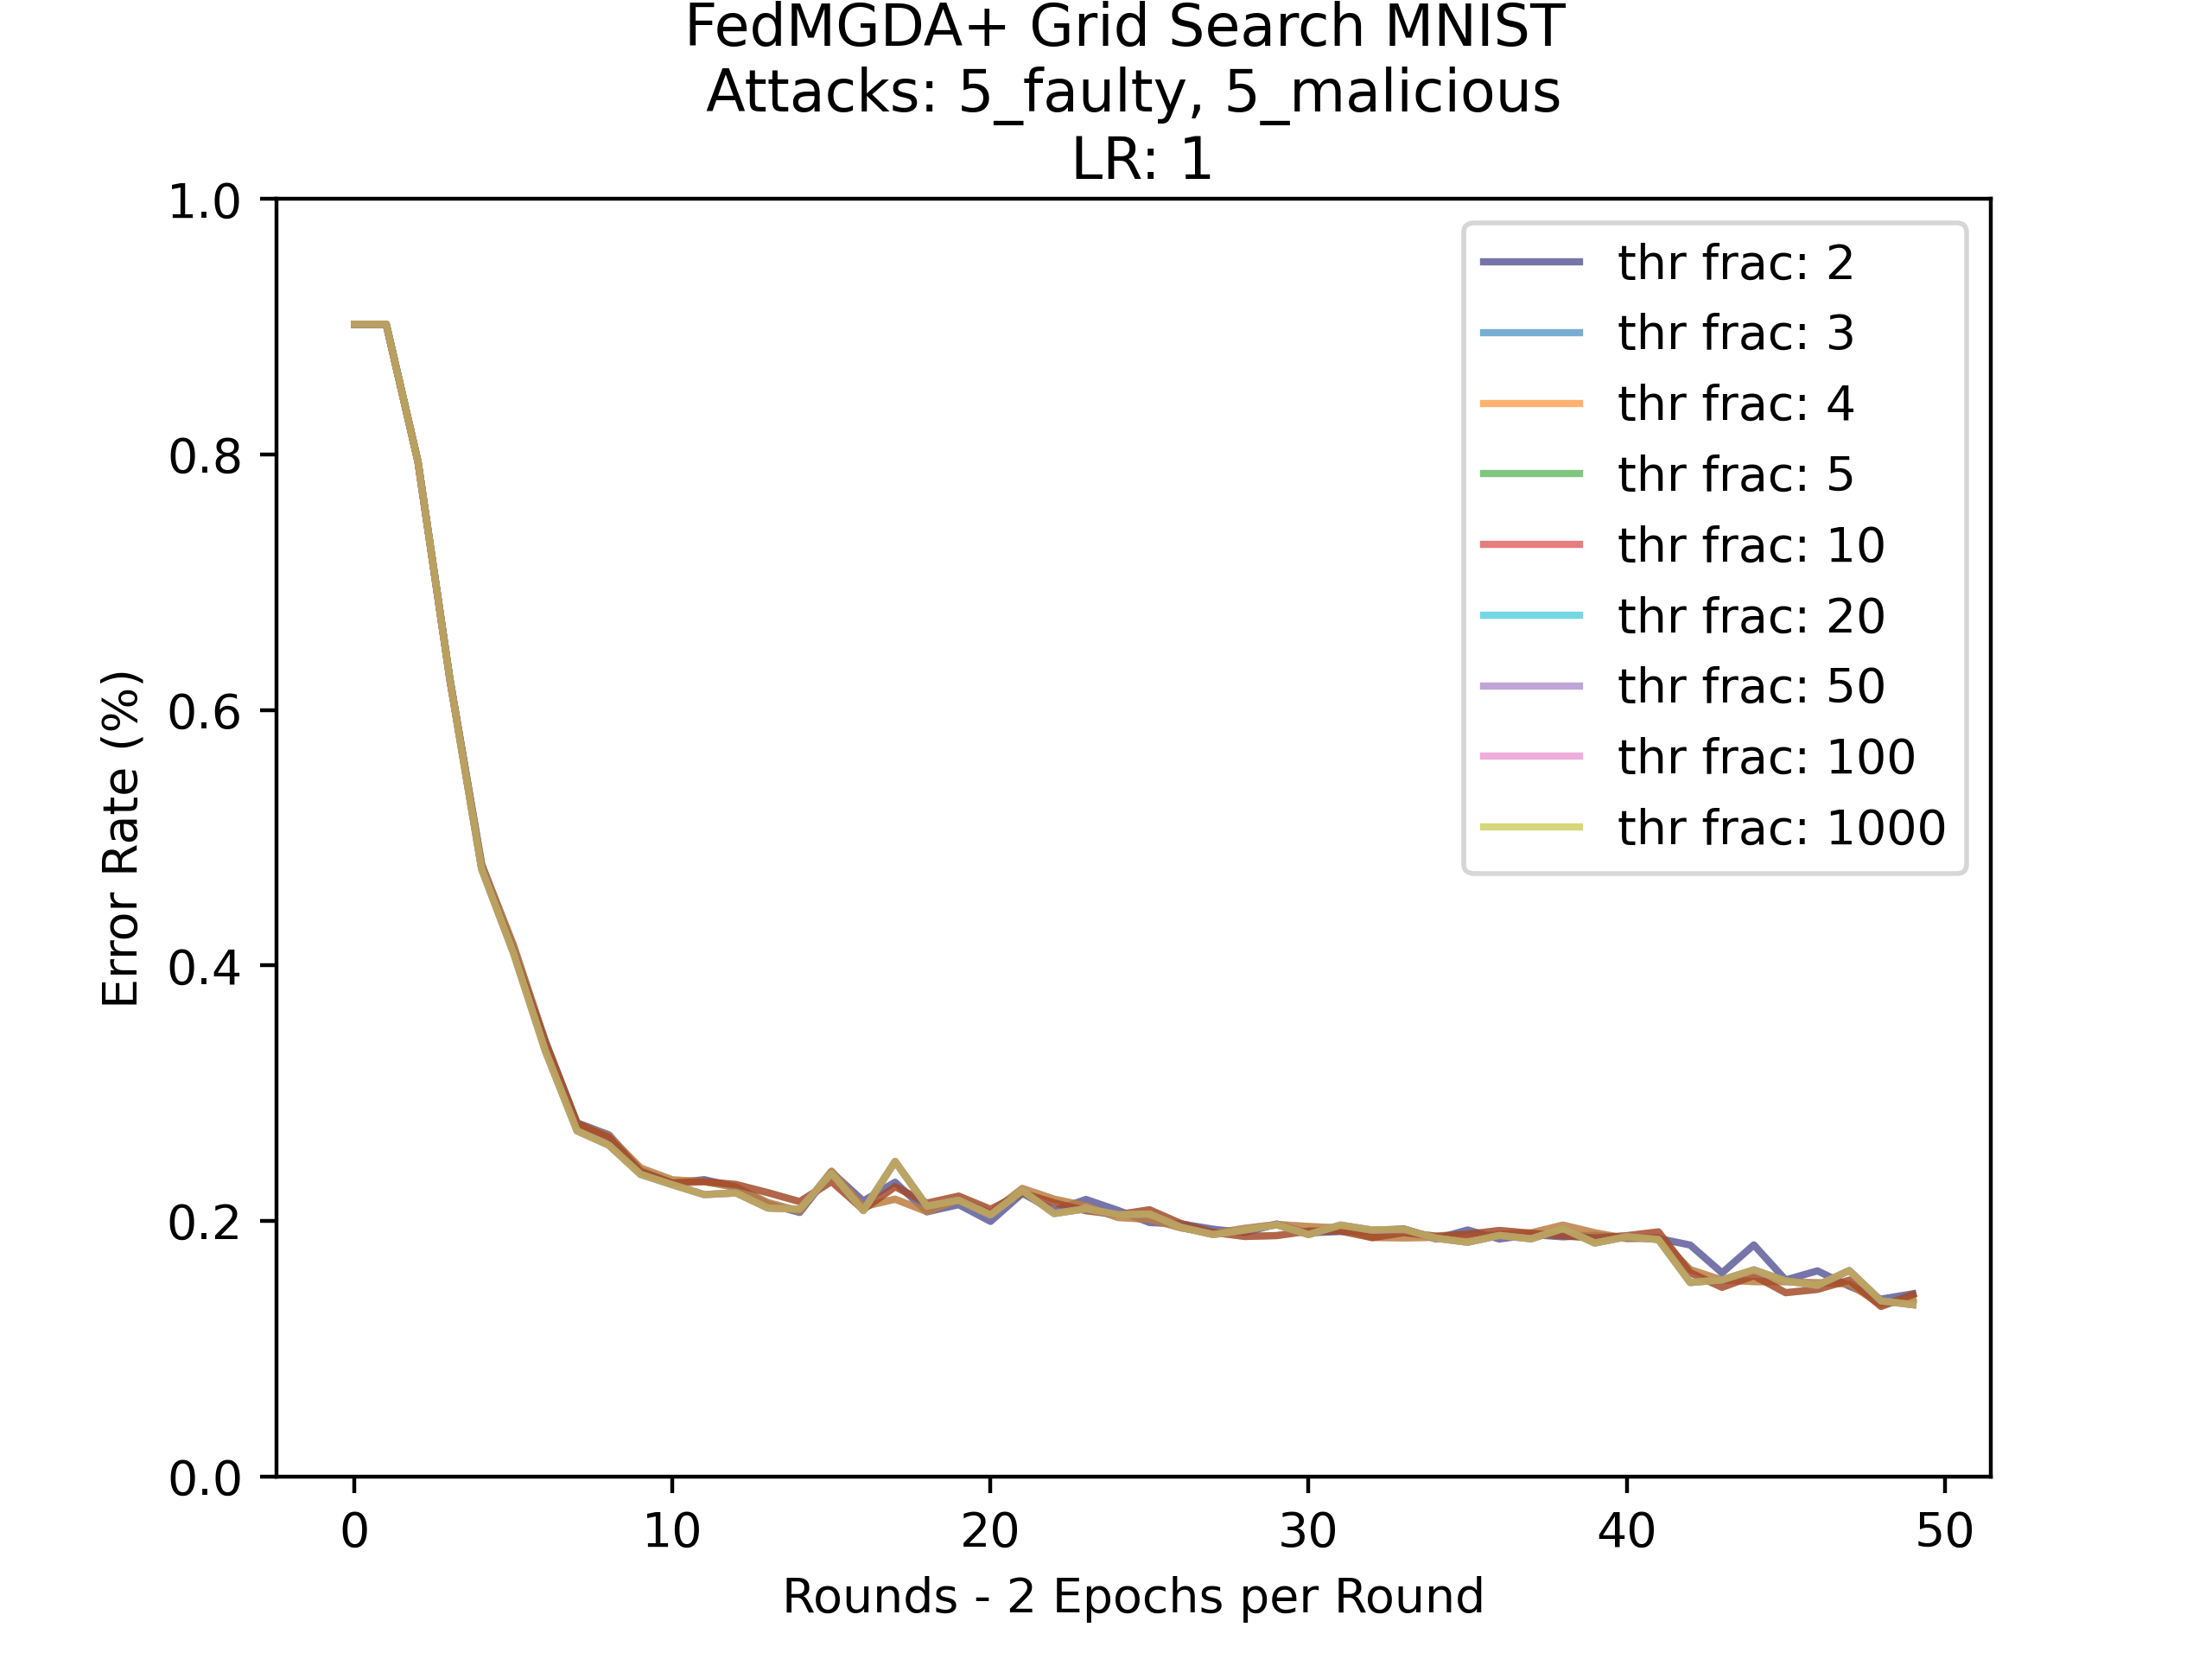 FedMGDA+ Grid Search MNIST
Attacks: 5_faulty, 5_malicious
LR: 1
1.0
0.8
0.6
0.4
0.2
0.0
Error Rate (%)
thr frac: 2
thr frac: 3
thr frac: 4
thr frac: 5
thr frac: 10
thr frac: 20
thr frac: 50
thr frac: 100
thr frac: 1000
0 10 20 30 40 50
Rounds - 2 Epochs per Round